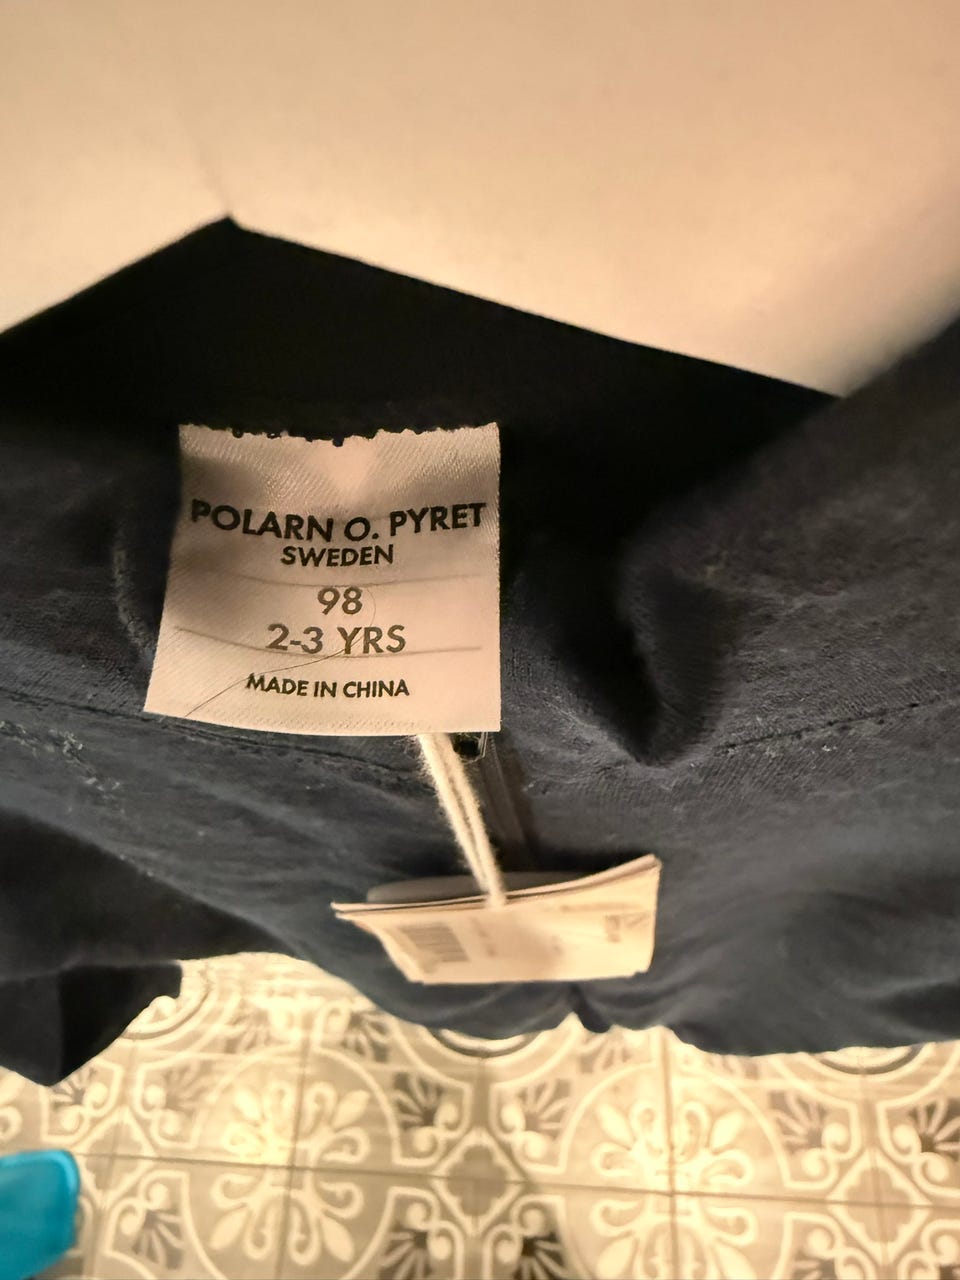 POLARN O. PYRET
SWEDEN
98
2-3 YRS
MADE IN CHINA